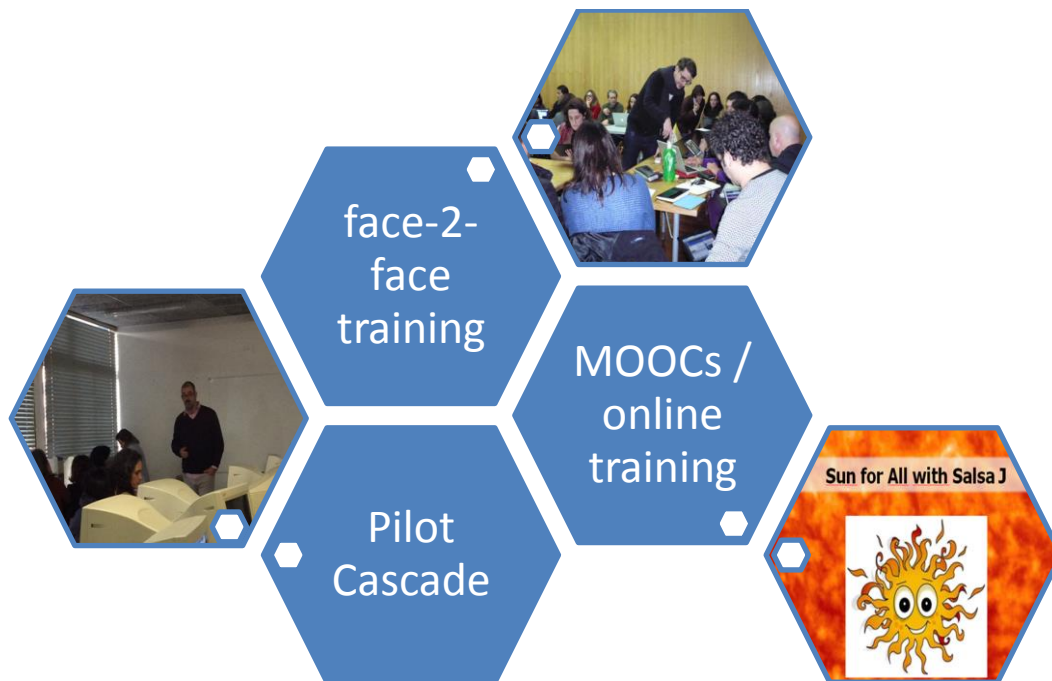 face-2-
face
training
MOOCs /
online
training
Pilot
Cascade
Sun for All with Salsa J